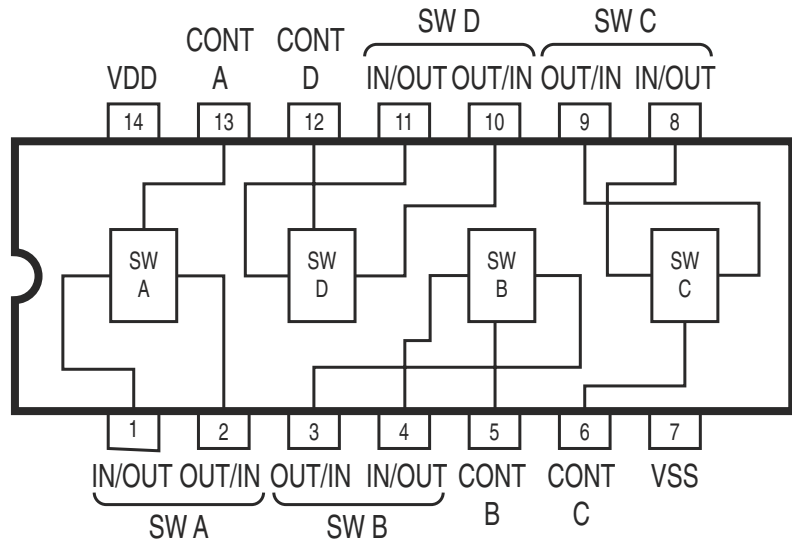 SW D SW C
CONT CONT
VDD A D IN/OUT OUT/IN OUT/IN IN/OUT
14 13 12 11 10 9 8
SW SW SW SW
A D B C
1 2 3 4 5 6 7
IN/OUT OUT/IN OUT/IN IN/OUT CONT CONT VSS
SW A SW B B C